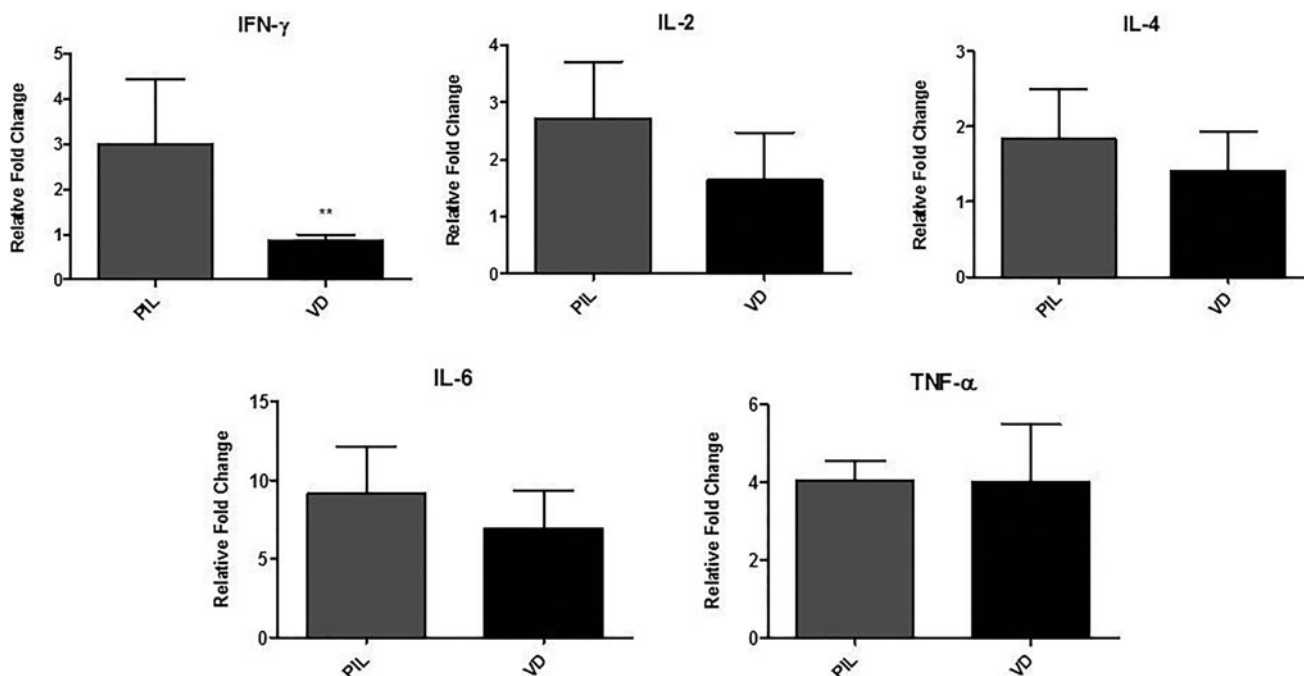 IFN-γ
Relative Fold Change
5
4
3
2
1
0
**
PIL
VD
IL-2
Relative Fold Change
4
3
2
1
0
PIL
VD
IL-4
Relative Fold Change
3
2
1
0
PIL
VD
IL-6
Relative Fold Change
15
10
5
0
PIL
VD
TNF-α
Relative Fold Change
6
4
2
0
PIL
VD